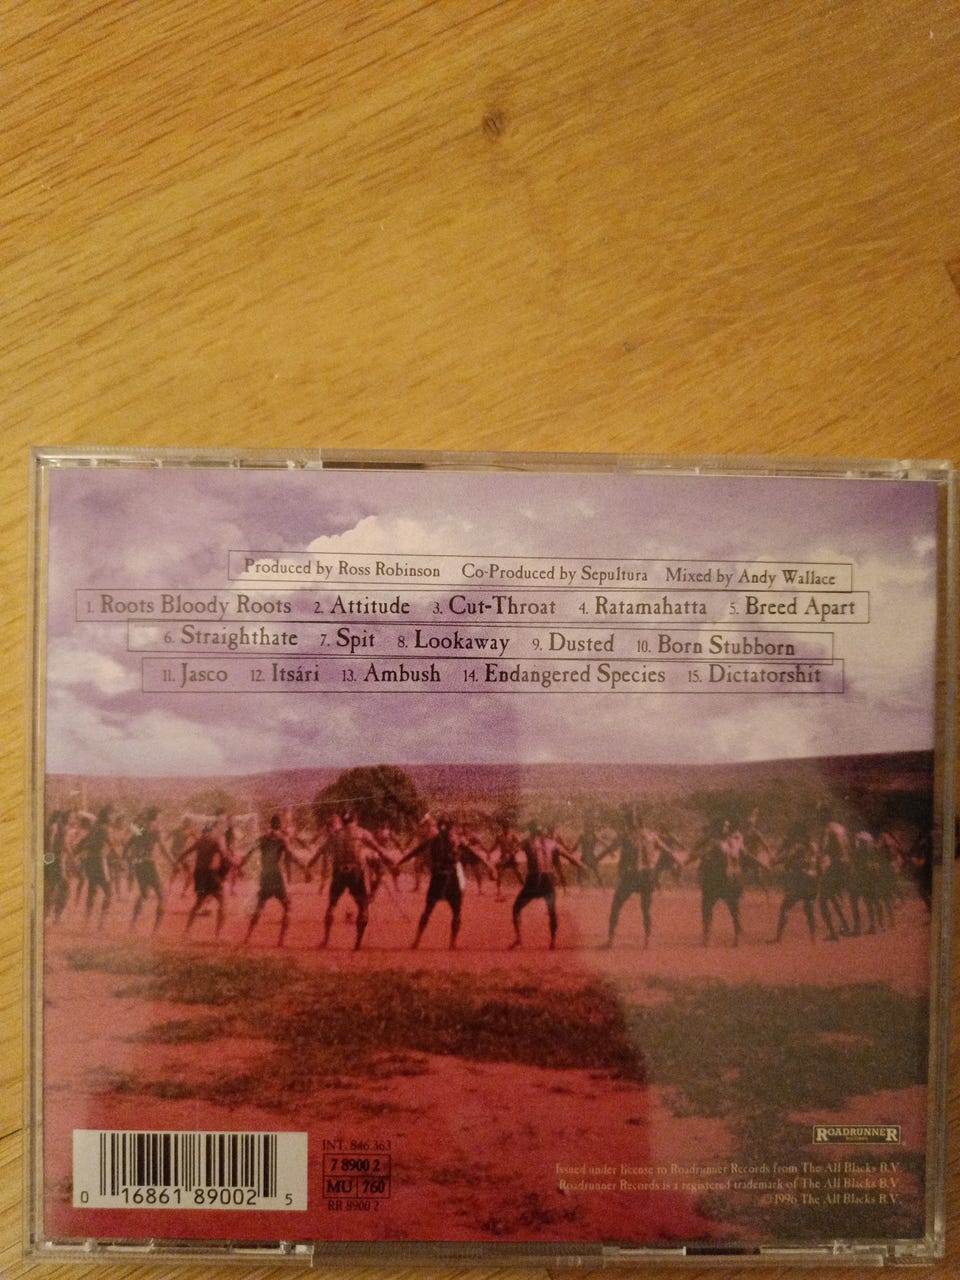 Produced by Ross Robinson Co-Produced by Sepultura Mixed by Andy Wallace
1. Roots Bloody Roots 2. Attitude 3. Cut-Throat 4. Ratamahatta 5. Breed Apart
6. Straighthate 7. Spit 8. Lookaway 9. Dusted 10. Born Stubborn
11. Jasco 12. Itsári 13. Ambush 14. Endangered Species 15. Dictatorshit
ROADRUNNER
RECORDS
INT. 846.363
7 8900 2
MU 760
RR 8900 2
0 16861 89002 5
Issued under license to Roadrunner Records from The All Blacks B.V.
Roadrunner Records is a registered trademark of The All Blacks B.V.
℗1996 The All Blacks B.V.